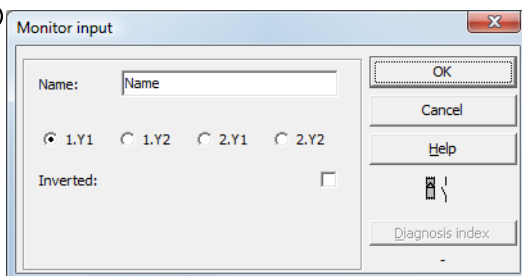 Monitor input
Name: Name
OK
Cancel
1.Y1 1.Y2 2.Y1 2.Y2
Help
Inverted:
Diagnosis index
-